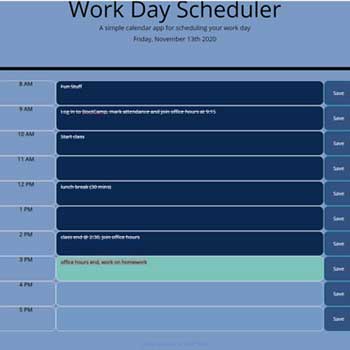 Work Day Scheduler
A simple calendar app for scheduling your work day
Friday, November 13th 2020
8 AM Fun Stuff Save
9 AM Log in to BootCamp, mark attendance and join office hours at 9:15 Save
10 AM Start class Save
11 AM Save
12 PM lunch break (30 mins) Save
1 PM Save
2 PM class end @ 2:30, join office hours Save
3 PM office hours end, work on homework Save
4 PM Save
5 PM Save